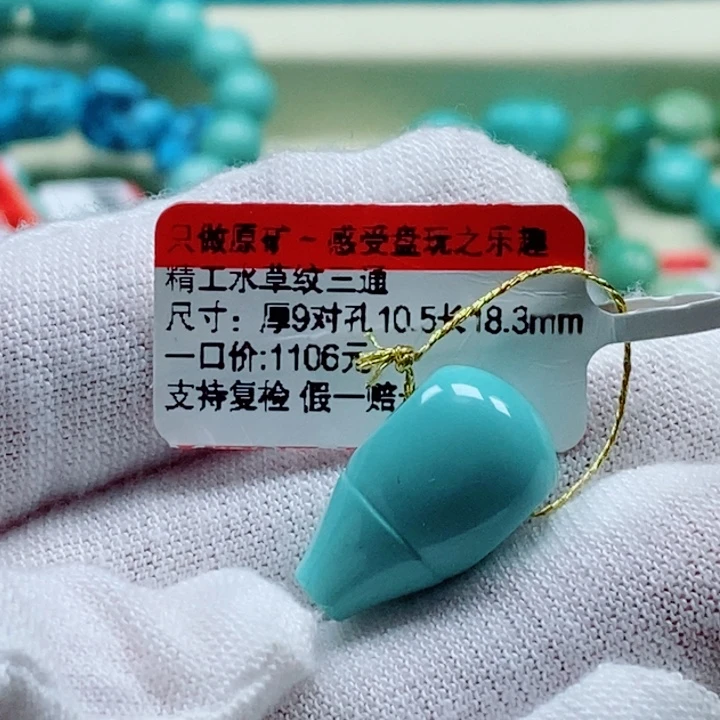 只做原矿 - 感受盘玩之乐趣
精工水草纹三通
尺寸：厚9对孔10.5长18.3mm
一口价:1106元
支持复检 假一赔